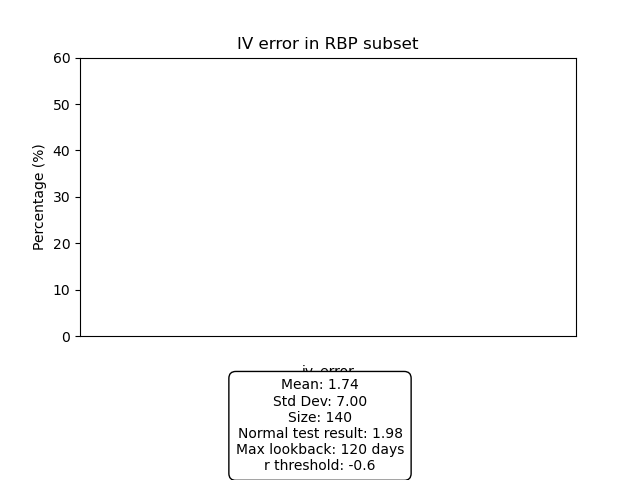 IV error in RBP subset
60
50
40
30
20
10
0
Percentage (%)
iv_error
Mean: 1.74
Std Dev: 7.00
Size: 140
Normal test result: 1.98
Max lookback: 120 days
r threshold: -0.6